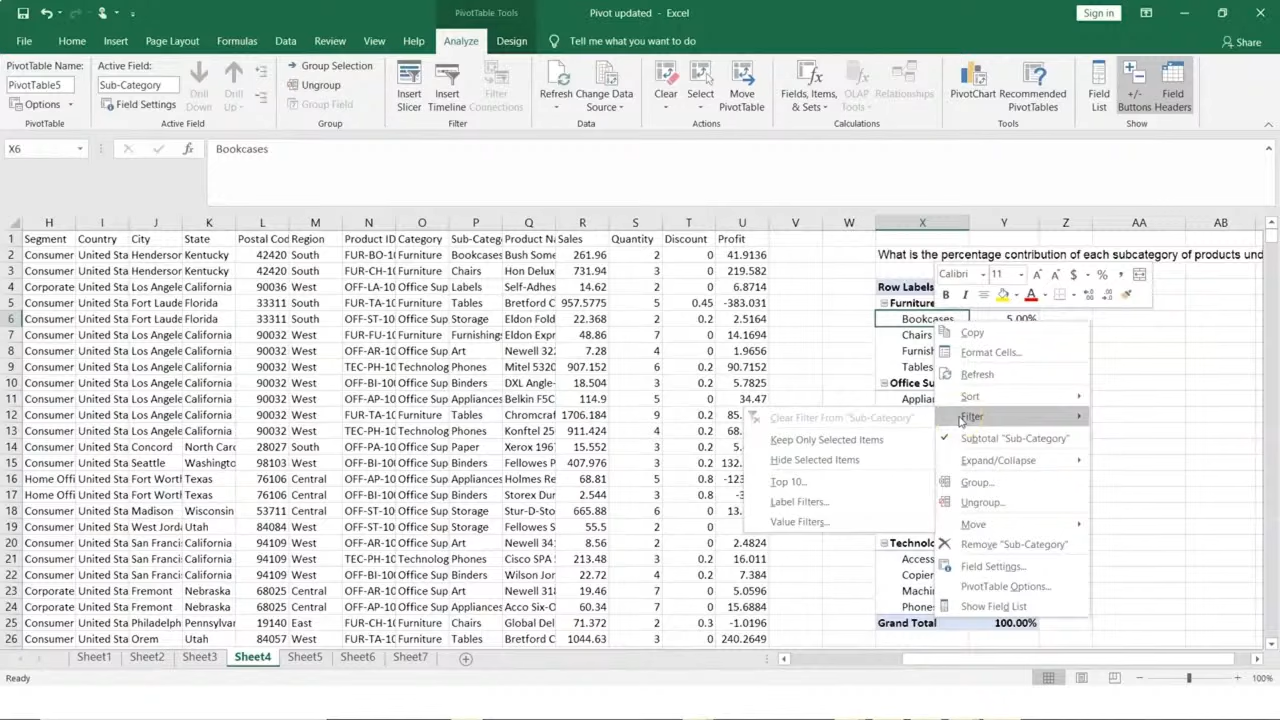 PivotTable Tools
Pivot updated - Excel
Sign in
File Home Insert Page Layout Formulas Data Review View Help Analyze Design Tell me what you want to do Share
PivotTable Name:
PivotTable5
Options
PivotTable
Active Field:
Sub-Category
Field Settings
Drill Down
Drill Up
Active Field
Group Selection
Ungroup
Group Field
Group
Insert Slicer
Insert Timeline
Filter Connections
Filter
Refresh
Change Data Source
Data
Clear
Select
Move PivotTable
Actions
Fields, Items, & Sets
OLAP Tools
Relationships
Calculations
PivotChart
Recommended PivotTables
Tools
Field List
+/- Buttons
Field Headers
Show
X6 fx Bookcases
H I J K L M N O P Q R S T U V W X Y Z AA AB
1 Segment Country City State Postal Cod Region Product ID Category Sub-Categ Product Na Sales Quantity Discount Profit
2 Consumer United Sta Henderson Kentucky 42420 South FUR-BO-10 Furniture Bookcases Bush Some 261.96 2 0 41.9136 What is the percentage contribution of each subcategory of products und
3 Consumer United Sta Henderson Kentucky 42420 South FUR-CH-10 Furniture Chairs Hon Delux 731.94 3 0 219.582
4 Corporate United Sta Los Angele California 90036 West OFF-LA-10 Office Sup Labels Self-Adhes 14.62 2 0 6.8714 Row Labels
5 Consumer United Sta Fort Laude Florida 33311 South FUR-TA-10 Furniture Tables Bretford C 957.5775 5 0.45 -383.031 Furniture
6 Consumer United Sta Fort Laude Florida 33311 South OFF-ST-10 Office Sup Storage Eldon Fold 22.368 2 0.2 2.5164 Bookcases 5.00%
7 Consumer United Sta Los Angele California 90032 West FUR-FU-10 Furniture Furnishing Eldon Expr 48.86 7 0 14.1694 Chairs
8 Consumer United Sta Los Angele California 90032 West OFF-AR-10 Office Sup Art Newell 322 7.28 4 0 1.9656 Furnish
9 Consumer United Sta Los Angele California 90032 West TEC-PH-10 Technolog Phones Mitel 5320 907.152 6 0.2 90.7152 Tables
10 Consumer United Sta Los Angele California 90032 West OFF-BI-100 Office Sup Binders DXL Angle- 18.504 3 0.2 5.7825 Office Su
11 Consumer United Sta Los Angele California 90032 West OFF-AP-10 Office Sup Appliance Belkin F5C 114.9 5 0 34.47 Applian
12 Consumer United Sta Los Angele California 90032 West FUR-TA-10 Furniture Tables Chromcraf 1706.184 9 0.2 85.
13 Consumer United Sta Los Angele California 90032 West TEC-PH-10 Technolog Phones Konftel 25 911.424 4 0.2 68.
14 Consumer United Sta Concord North Caro 28027 South OFF-PA-10 Office Sup Paper Xerox 196 15.552 3 0.2 5.
15 Consumer United Sta Seattle Washingto 98103 West OFF-BI-100 Office Sup Binders Fellowes P 407.976 3 0.2 132.
16 Home Offi United Sta Fort Worth Texas 76106 Central OFF-AP-10 Office Sup Appliance Holmes Re 68.81 5 0.8 -123
17 Home Offi United Sta Fort Worth Texas 76106 Central OFF-BI-100 Office Sup Binders Storex Dur 2.544 3 0.8 -3
18 Consumer United Sta Madison Wisconsin 53711 Central OFF-ST-10 Office Sup Storage Stur-D-Sto 665.88 6 0 13.
19 Consumer United Sta West Jorda Utah 84084 West OFF-ST-10 Office Sup Storage Fellowes S 55.5 2 0
20 Consumer United Sta San Franci California 94109 West OFF-AR-10 Office Sup Art Newell 341 8.56 2 0 2.4824 Technolo
21 Consumer United Sta San Franci California 94109 West TEC-PH-10 Technolog Phones Cisco SPA 213.48 3 0.2 16.011 Access
22 Consumer United Sta San Franci California 94109 West OFF-BI-100 Office Sup Binders Wilson Jon 22.72 4 0.2 7.384 Copier
23 Corporate United Sta Fremont Nebraska 68025 Central OFF-AR-10 Office Sup Art Newell 318 19.46 7 0 5.0596 Machin
24 Corporate United Sta Fremont Nebraska 68025 Central OFF-AP-10 Office Sup Appliance Acco Six-O 60.34 7 0 15.6884 Phones
25 Consumer United Sta Philadelph Pennsylvan 19140 East FUR-CH-10 Furniture Chairs Global Del 71.372 2 0.3 -1.0196 Grand Total 100.00%
26 Consumer United Sta Orem Utah 84057 West FUR-TA-10 Furniture Tables Bretford C 1044.63 3 0 240.2649
Calibri 11 A A $ % ,
B I A
Copy
Format Cells...
Refresh
Sort
Filter
Subtotal "Sub-Category"
Expand/Collapse
Group...
Ungroup...
Move
Remove "Sub-Category"
Field Settings...
PivotTable Options...
Show Field List
Clear Filter From "Sub-Category"
Keep Only Selected Items
Hide Selected Items
Top 10...
Label Filters...
Value Filters...
Sheet1 Sheet2 Sheet3 Sheet4 Sheet5 Sheet6 Sheet7
Ready 100%